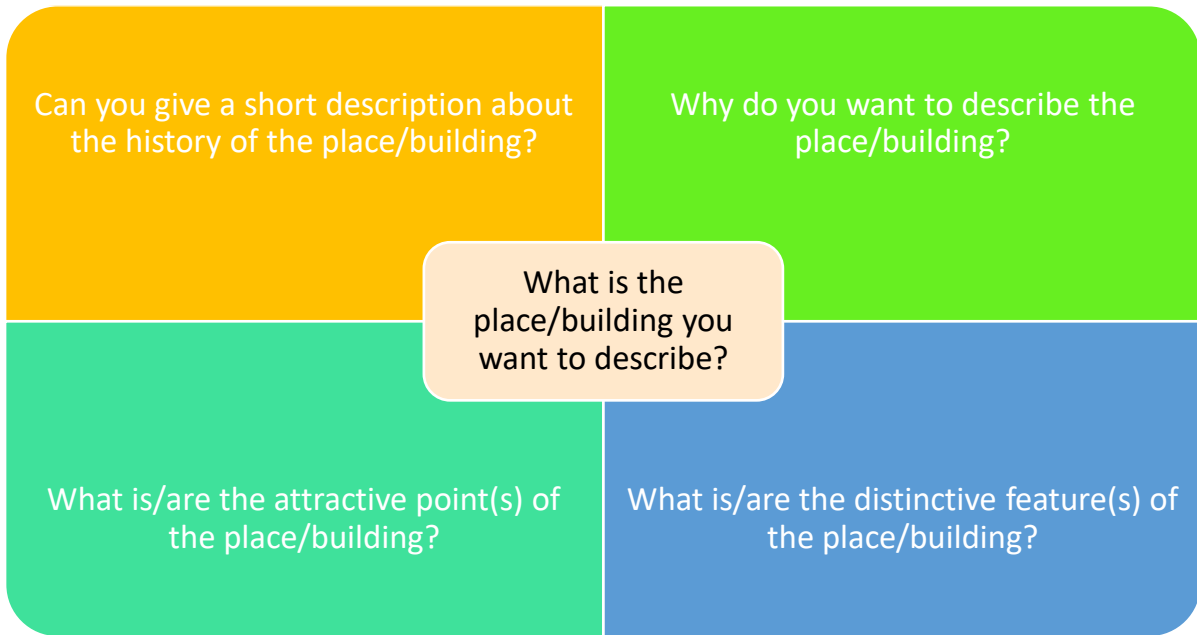 Can you give a short description about
the history of the place/building?
Why do you want to describe the
place/building?
What is the
place/building you
want to describe?
What is/are the attractive point(s) of
the place/building?
What is/are the distinctive feature(s) of
the place/building?